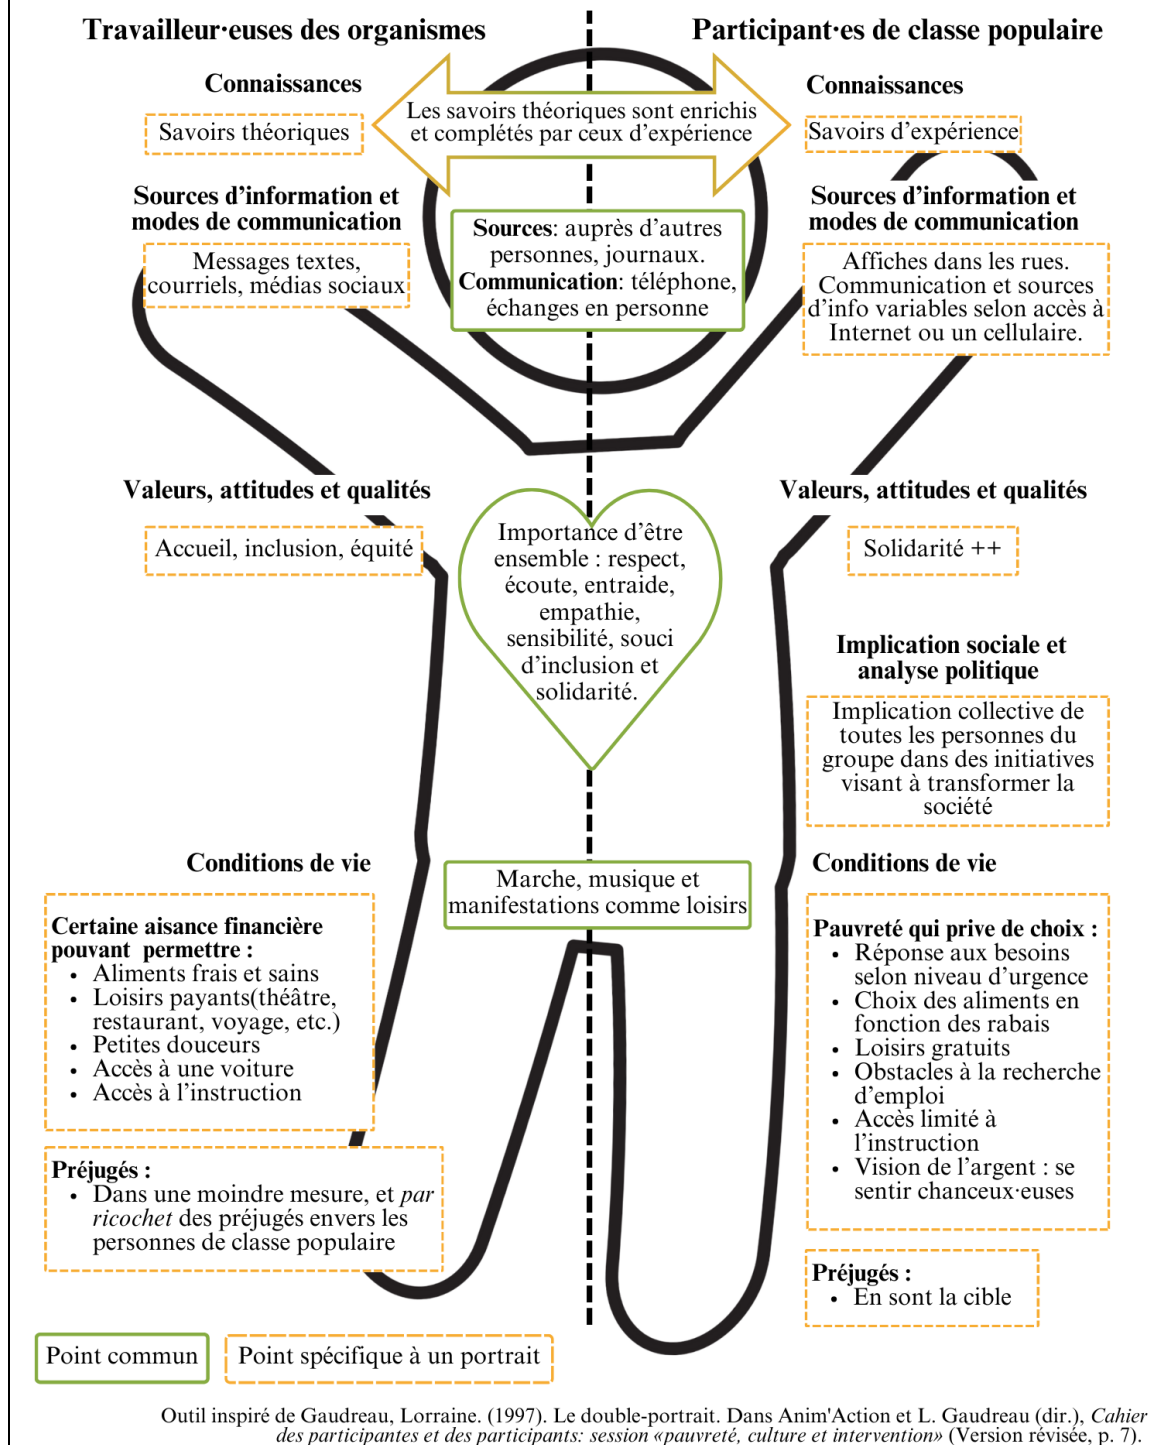 Travailleur·euses des organismes
Participant·es de classe populaire
Connaissances
Savoirs théoriques
Les savoirs théoriques sont enrichis
et complétés par ceux d'expérience
Connaissances
Savoirs d'expérience
Sources d'information et
modes de communication
Messages textes,
courriels, médias sociaux
Sources: auprès d'autres
personnes, journaux.
Communication: téléphone,
échanges en personne
Sources d'information et
modes de communication
Affiches dans les rues.
Communication et sources
d'info variables selon accès à
Internet ou un cellulaire.
Valeurs, attitudes et qualités
Accueil, inclusion, équité
Importance d'être
ensemble : respect,
écoute, entraide,
empathie,
sensibilité, souci
d'inclusion et
solidarité.
Valeurs, attitudes et qualités
Solidarité ++
Implication sociale et
analyse politique
Implication collective de
toutes les personnes du
groupe dans des initiatives
visant à transformer la
société
Conditions de vie
Certaine aisance financière
pouvant permettre :
• Aliments frais et sains
• Loisirs payants(théâtre,
restaurant, voyage, etc.)
• Petites douceurs
• Accès à une voiture
• Accès à l'instruction
Préjugés :
• Dans une moindre mesure, et par
ricochet des préjugés envers les
personnes de classe populaire
Marche, musique et
manifestations comme loisirs
Conditions de vie
Pauvreté qui prive de choix :
• Réponse aux besoins
selon niveau d'urgence
• Choix des aliments en
fonction des rabais
• Loisirs gratuits
• Obstacles à la recherche
d'emploi
• Accès limité à
l'instruction
• Vision de l'argent : se
sentir chanceux·euses
Préjugés :
• En sont la cible
Point commun
Point spécifique à un portrait
Outil inspiré de Gaudreau, Lorraine. (1997). Le double-portrait. Dans Anim'Action et L. Gaudreau (dir.), Cahier
des participantes et des participants: session «pauvreté, culture et intervention» (Version révisée, p. 7).